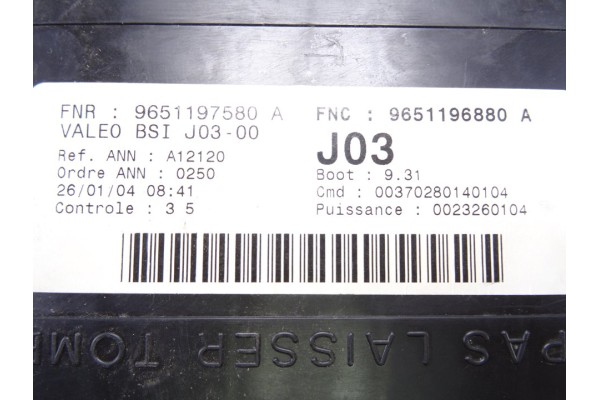 FNR : 9651197580 A
VALEO BSI J03-00
Ref. ANN : A12120
Ordre ANN : 0250
26/01/04 08:41
Controle : 3 5
FNC : 9651196880 A
J03
Boot : 9.31
Cmd : 00370280140104
Puissance : 0023260104
PAS LAISSER TOM